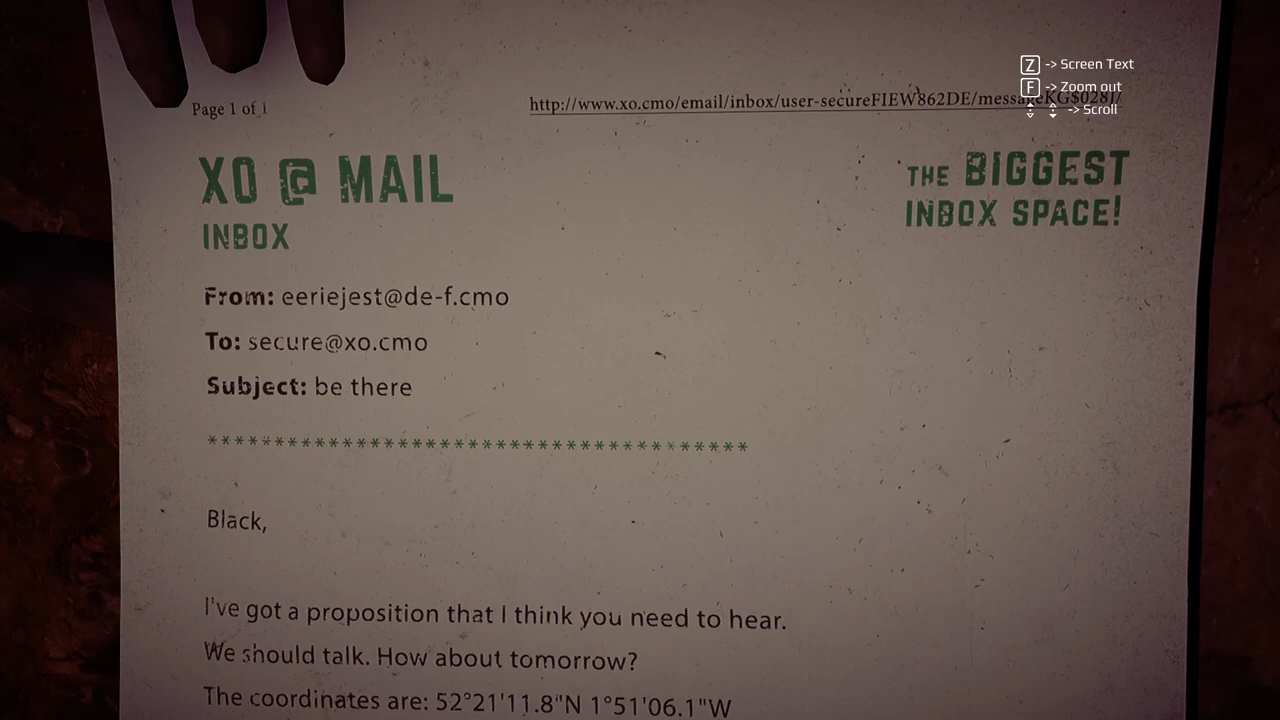 Z -> Screen Text
F -> Zoom out
-> Scroll
Page 1 of 1
http://www.xo.cmo/email/inbox/user-secureFIEW862DE/messageKG$028J/
XO @ MAIL
INBOX
THE BIGGEST
INBOX SPACE!
From: eeriejest@de-f.cmo
To: secure@xo.cmo
Subject: be there
****************************************
Black,
I've got a proposition that I think you need to hear.
We should talk. How about tomorrow?
The coordinates are: 52°21'11.8"N 1°51'06.1"W